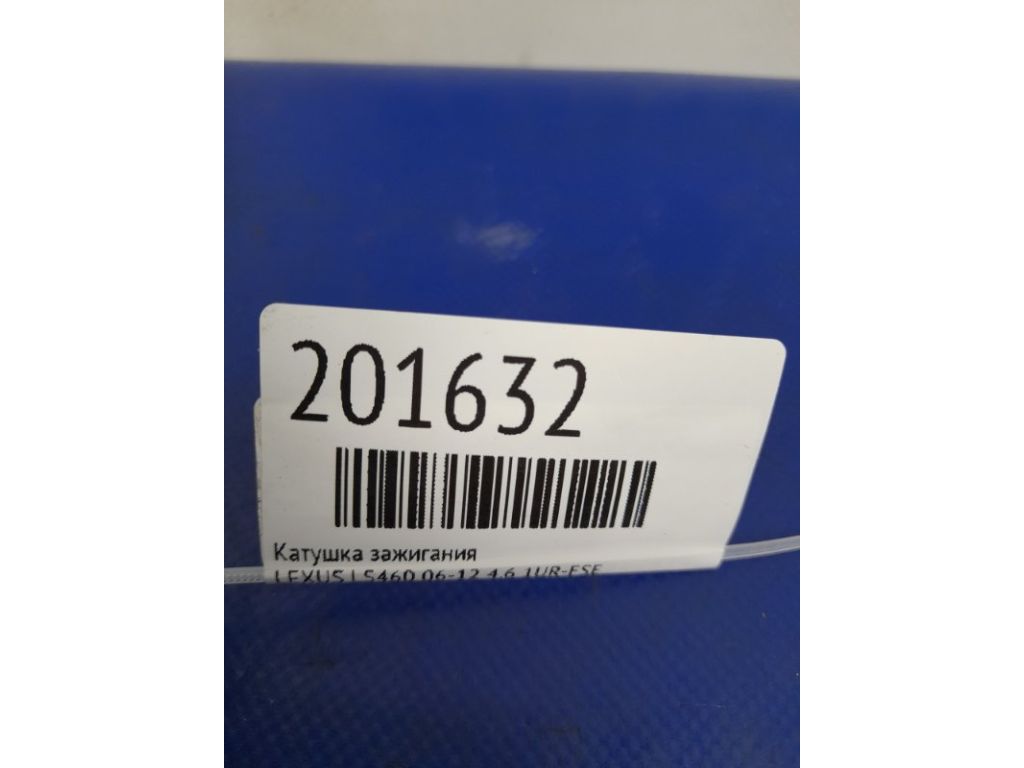 201632
Катушка зажигания
LEXUS LS460 06-12 4.6 1UR-FSE